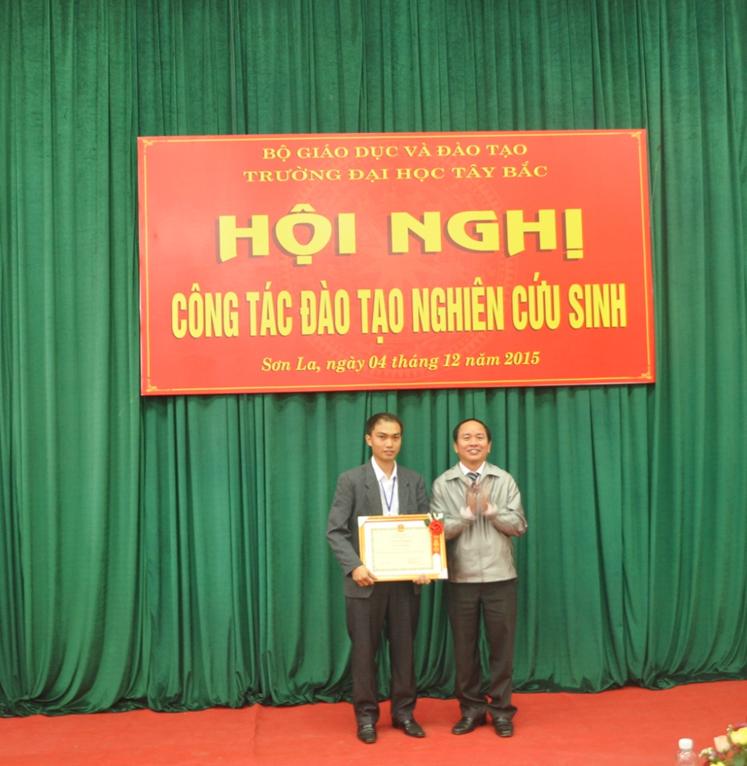 BỘ GIÁO DỤC VÀ ĐÀO TẠO
TRƯỜNG ĐẠI HỌC TÂY BẮC
HỘI NGHỊ
CÔNG TÁC ĐÀO TẠO NGHIÊN CỨU SINH
Sơn La, ngày 04 tháng 12 năm 2015